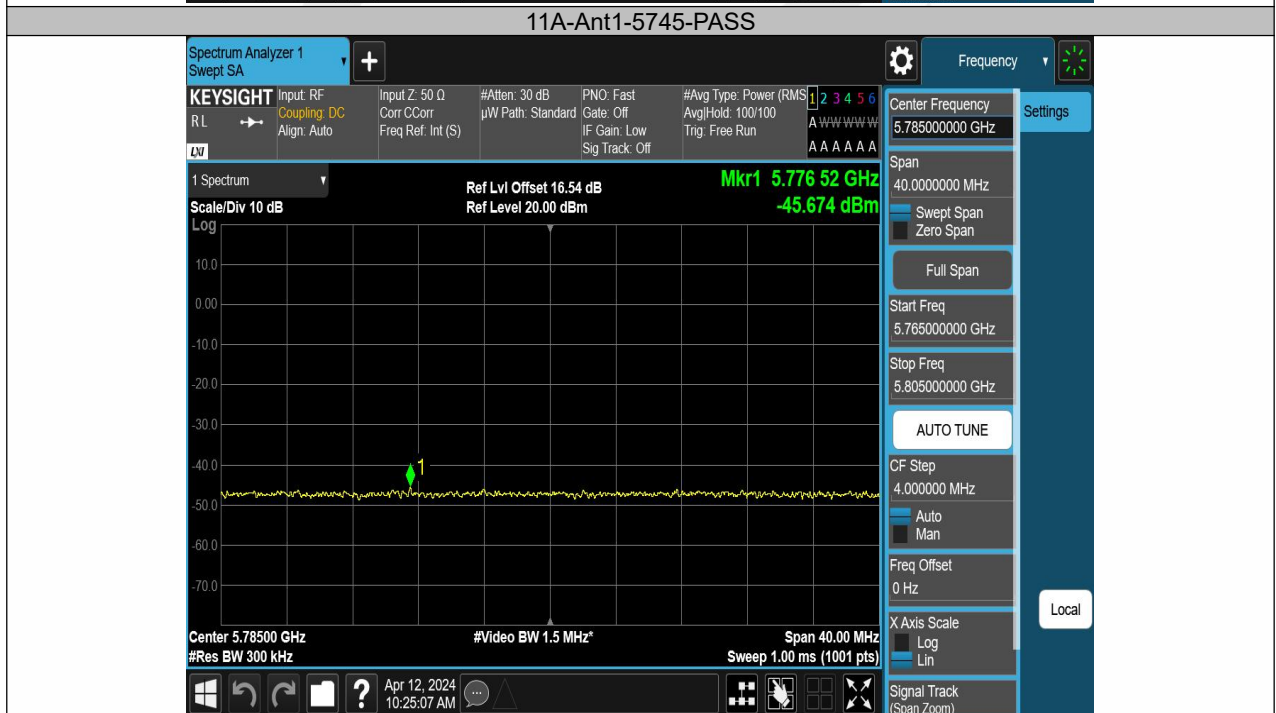 11A-Ant1-5745-PASS
Spectrum Analyzer 1
Swept SA
Frequency
KEYSIGHT
RL
LXI
Input: RF
Coupling: DC
Align: Auto
Input Z: 50 Ω
Corr CCorr
Freq Ref: Int (S)
#Atten: 30 dB
µW Path: Standard
PNO: Fast
Gate: Off
IF Gain: Low
Sig Track: Off
#Avg Type: Power (RMS
Avg|Hold: 100/100
Trig: Free Run
1 2 3 4 5 6
A W W W W W
A A A A A A
1 Spectrum
Scale/Div 10 dB
Log
Ref Lvl Offset 16.54 dB
Ref Level 20.00 dBm
Mkr1 5.776 52 GHz
-45.674 dBm
10.0
0.00
-10.0
-20.0
-30.0
-40.0
-50.0
-60.0
-70.0
1
Center 5.78500 GHz
#Res BW 300 kHz
#Video BW 1.5 MHz*
Span 40.00 MHz
Sweep 1.00 ms (1001 pts)
Apr 12, 2024
10:25:07 AM
Center Frequency
5.785000000 GHz
Span
40.0000000 MHz
Swept Span
Zero Span
Full Span
Start Freq
5.765000000 GHz
Stop Freq
5.805000000 GHz
AUTO TUNE
CF Step
4.000000 MHz
Auto
Man
Freq Offset
0 Hz
X Axis Scale
Log
Lin
Signal Track
(Span Zoom)
Settings
Local